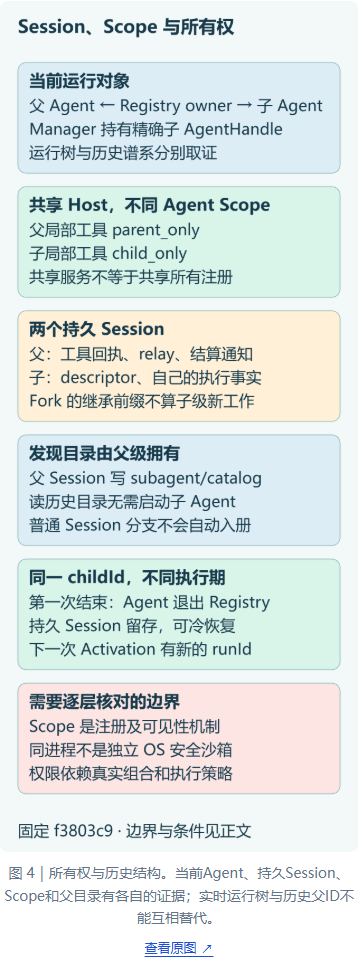 Session、Scope 与所有权
当前运行对象
父 Agent ← Registry owner → 子 Agent
Manager 持有精确子 AgentHandle
运行树与历史谱系分别取证
共享 Host，不同 Agent Scope
父局部工具 parent_only
子局部工具 child_only
共享服务不等于共享所有注册
两个持久 Session
父：工具回执、relay、结算通知
子：descriptor、自己的执行事实
Fork 的继承前缀不算子级新工作
发现目录由父级拥有
父 Session 写 subagent/catalog
读历史目录无需启动子 Agent
普通 Session 分支不会自动入册
同一 childId，不同执行期
第一次结束：Agent 退出 Registry
持久 Session 留存，可冷恢复
下一次 Activation 有新的 runId
需要逐层核对的边界
Scope 是注册及可见性机制
同进程不是独立 OS 安全沙箱
权限依赖真实组合和执行策略
固定 f3803c9 · 边界与条件见正文
图 4｜所有权与历史结构。当前Agent、持久Session、
Scope和父目录有各自的证据；实时运行树与历史父ID不
能互相替代。
查看原图 ↗